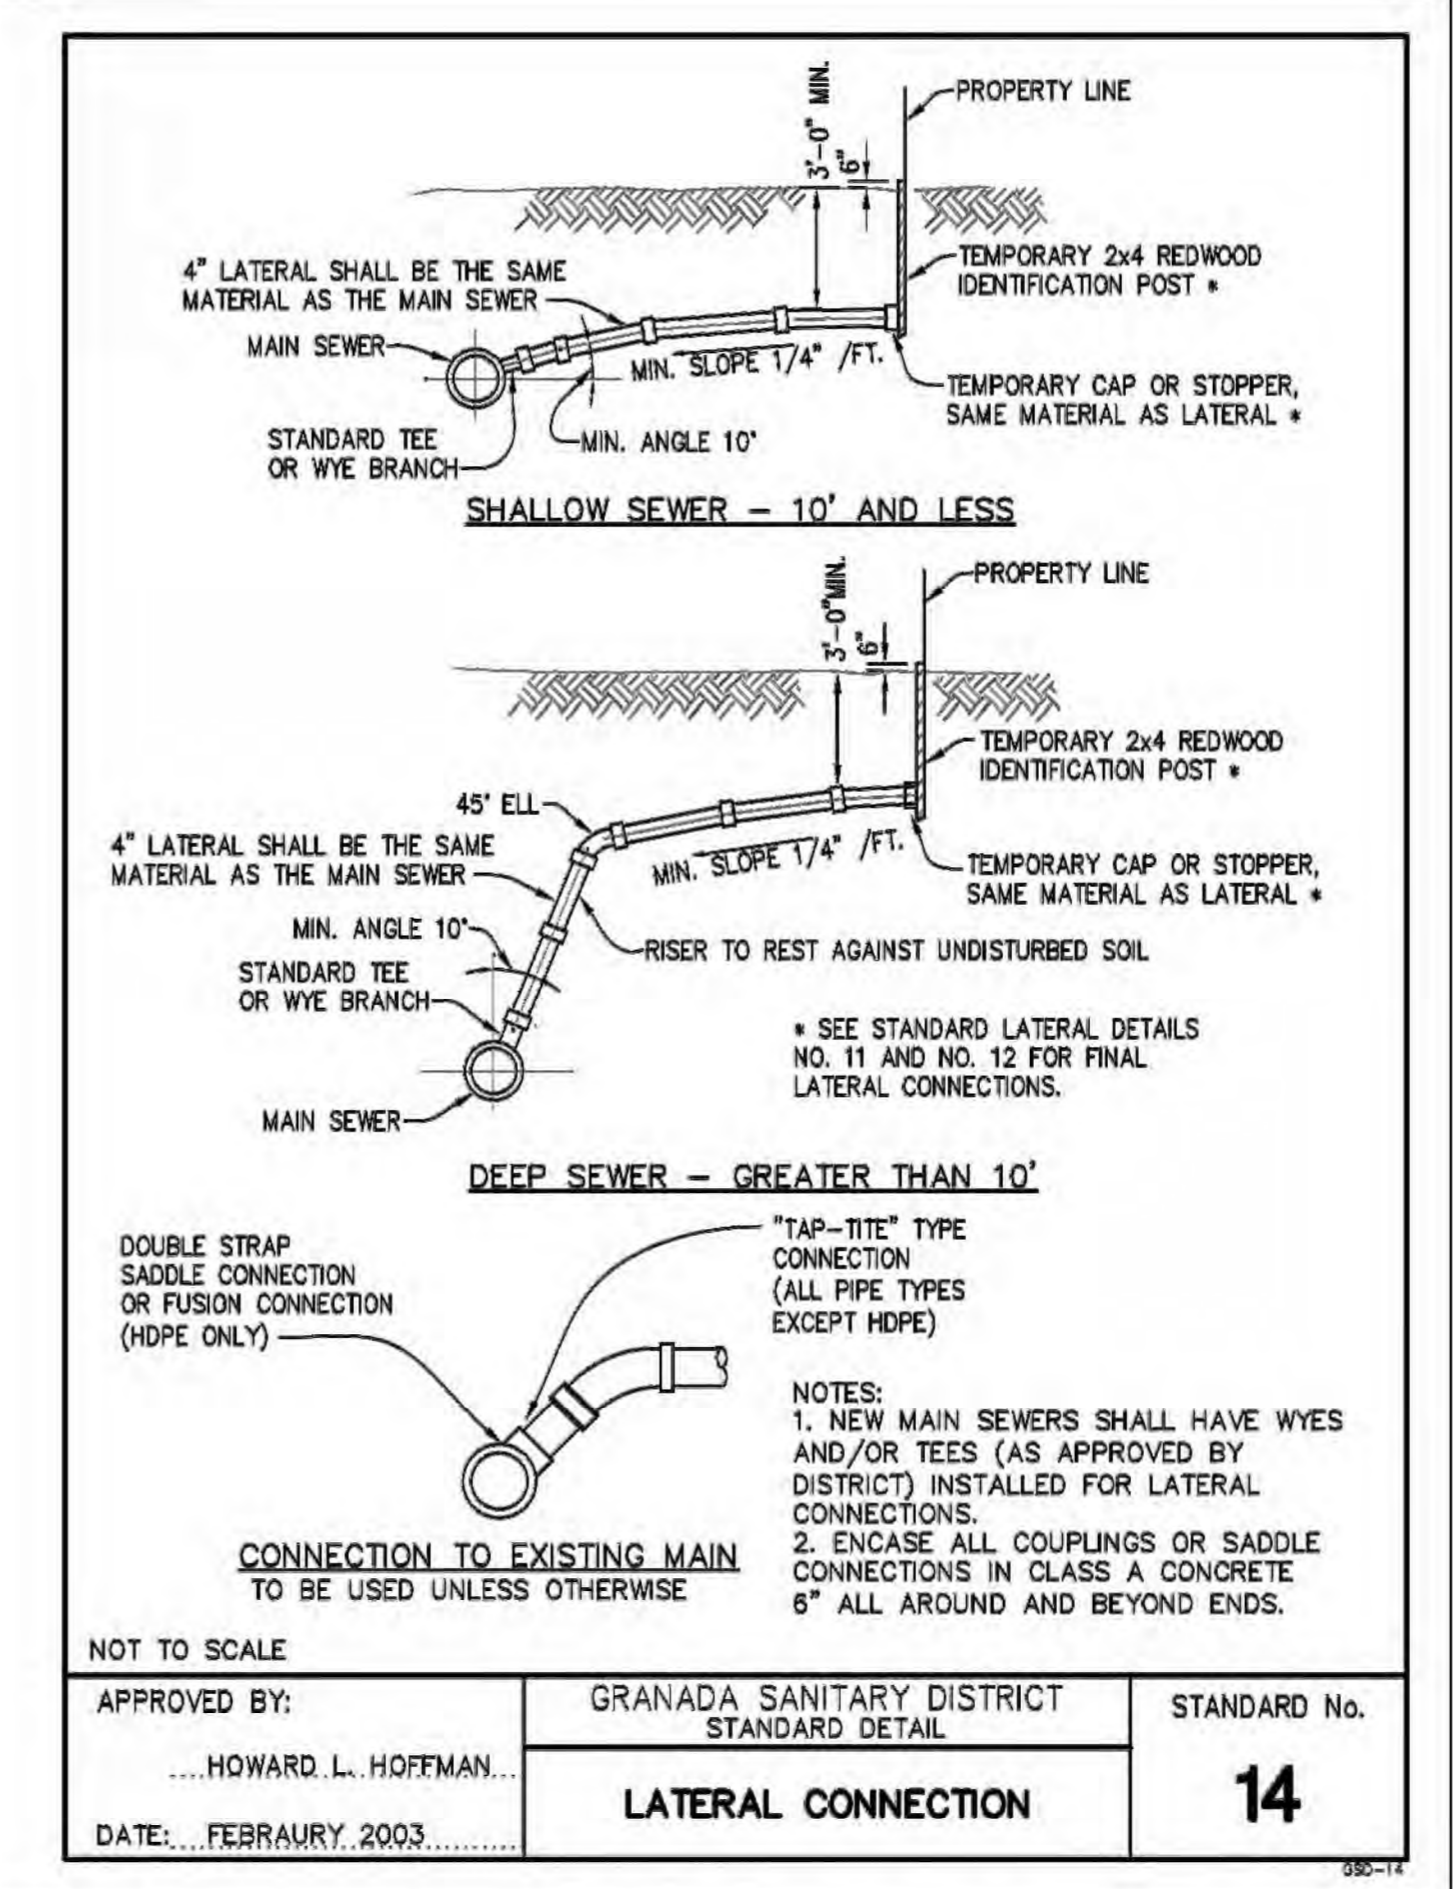 3'-0" MIN.
6"
PROPERTY LINE
4" LATERAL SHALL BE THE SAME
MATERIAL AS THE MAIN SEWER
TEMPORARY 2x4 REDWOOD
IDENTIFICATION POST *
MAIN SEWER
MIN. SLOPE 1/4" /FT.
TEMPORARY CAP OR STOPPER,
SAME MATERIAL AS LATERAL *
STANDARD TEE
OR WYE BRANCH
MIN. ANGLE 10°
SHALLOW SEWER – 10' AND LESS
3'-0"MIN.
6"
PROPERTY LINE
TEMPORARY 2x4 REDWOOD
IDENTIFICATION POST *
45° ELL
4" LATERAL SHALL BE THE SAME
MATERIAL AS THE MAIN SEWER
MIN. SLOPE 1/4" /FT.
TEMPORARY CAP OR STOPPER,
SAME MATERIAL AS LATERAL *
MIN. ANGLE 10°
RISER TO REST AGAINST UNDISTURBED SOIL
STANDARD TEE
OR WYE BRANCH
* SEE STANDARD LATERAL DETAILS
NO. 11 AND NO. 12 FOR FINAL
LATERAL CONNECTIONS.
MAIN SEWER
DEEP SEWER – GREATER THAN 10'
DOUBLE STRAP
SADDLE CONNECTION
OR FUSION CONNECTION
(HDPE ONLY)
"TAP-TITE" TYPE
CONNECTION
(ALL PIPE TYPES
EXCEPT HDPE)
NOTES:
1. NEW MAIN SEWERS SHALL HAVE WYES
AND/OR TEES (AS APPROVED BY
DISTRICT) INSTALLED FOR LATERAL
CONNECTIONS.
2. ENCASE ALL COUPLINGS OR SADDLE
CONNECTIONS IN CLASS A CONCRETE
6" ALL AROUND AND BEYOND ENDS.
CONNECTION TO EXISTING MAIN
TO BE USED UNLESS OTHERWISE
NOT TO SCALE
APPROVED BY:
HOWARD L. HOFFMAN
DATE: FEBRAURY 2003
GRANADA SANITARY DISTRICT
STANDARD DETAIL
LATERAL CONNECTION
STANDARD No.
14
GSD-14